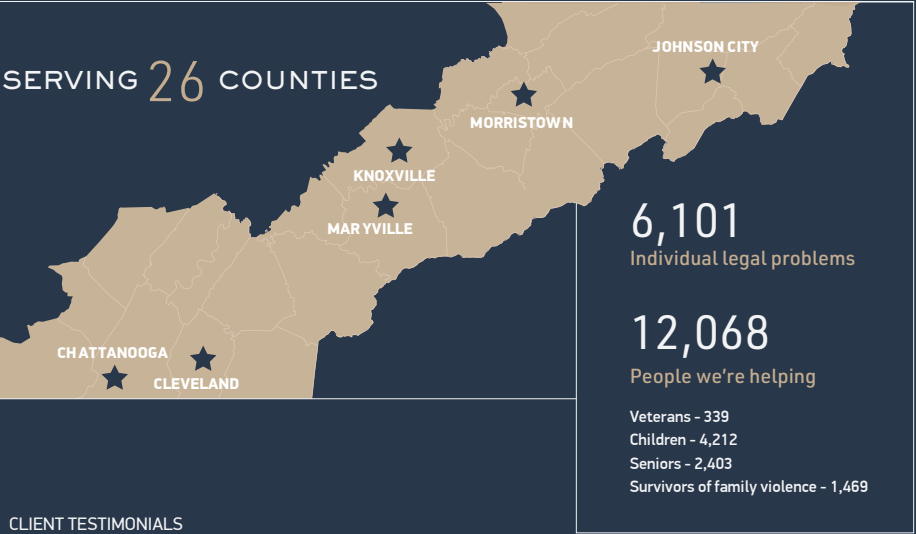 SERVING 26 COUNTIES
JOHNSON CITY
MORRISTOWN
KNOXVILLE
MARYVILLE
CHATTANOOGA
CLEVELAND
6,101
Individual legal problems
12,068
People we're helping
Veterans - 339
Children - 4,212
Seniors - 2,403
Survivors of family violence - 1,469
CLIENT TESTIMONIALS